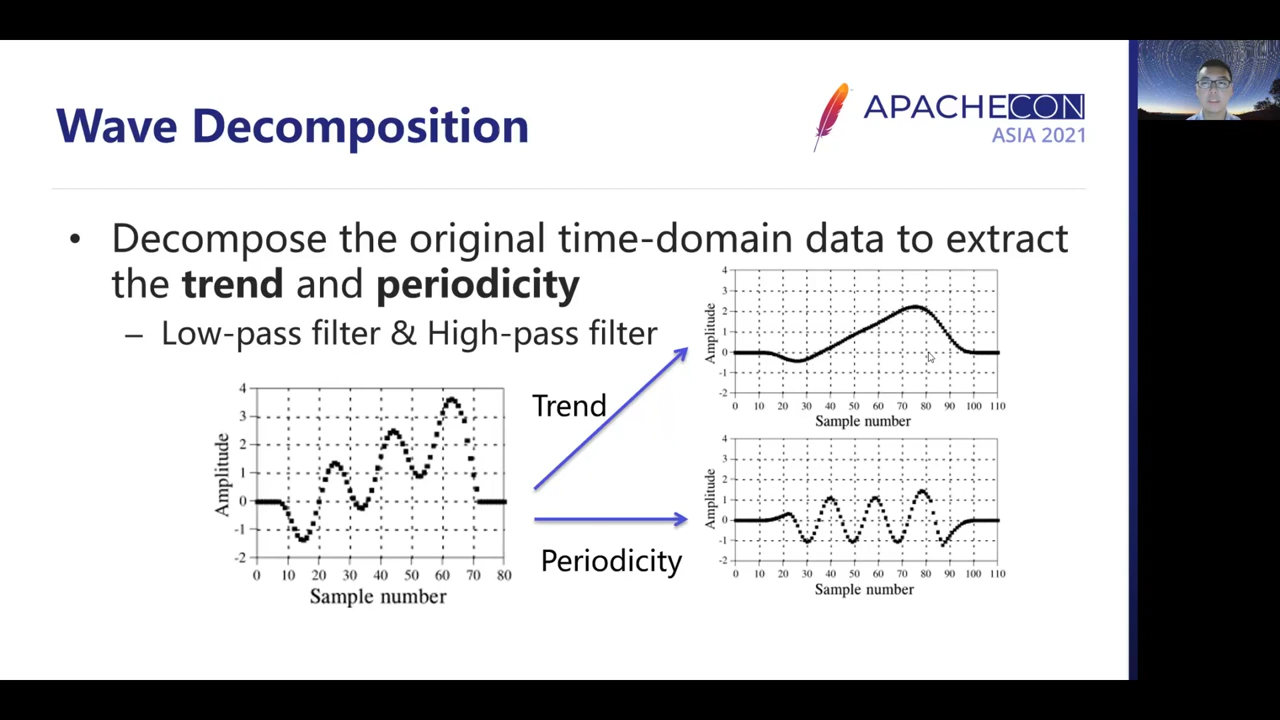 Wave Decomposition
APACHECON
ASIA 2021
• Decompose the original time-domain data to extract
the trend and periodicity
– Low-pass filter & High-pass filter
4
3
2
1
0
-1
-2
Amplitude
0 10 20 30 40 50 60 70 80
Sample number
Trend
Periodicity
4
3
2
1
0
-1
-2
Amplitude
0 10 20 30 40 50 60 70 80 90 100 110
Sample number
4
3
2
1
0
-1
-2
Amplitude
0 10 20 30 40 50 60 70 80 90 100 110
Sample number